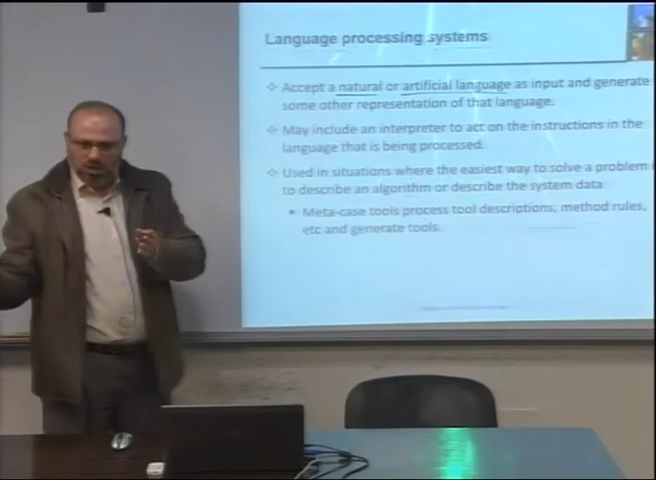 Language processing systems
Accept a natural or artificial language as input and generate
some other representation of that language.
May include an interpreter to act on the instructions in the
language that is being processed.
Used in situations where the easiest way to solve a problem
to describe an algorithm or describe the system data
Meta-case tools process tool descriptions, method rules,
etc and generate tools.